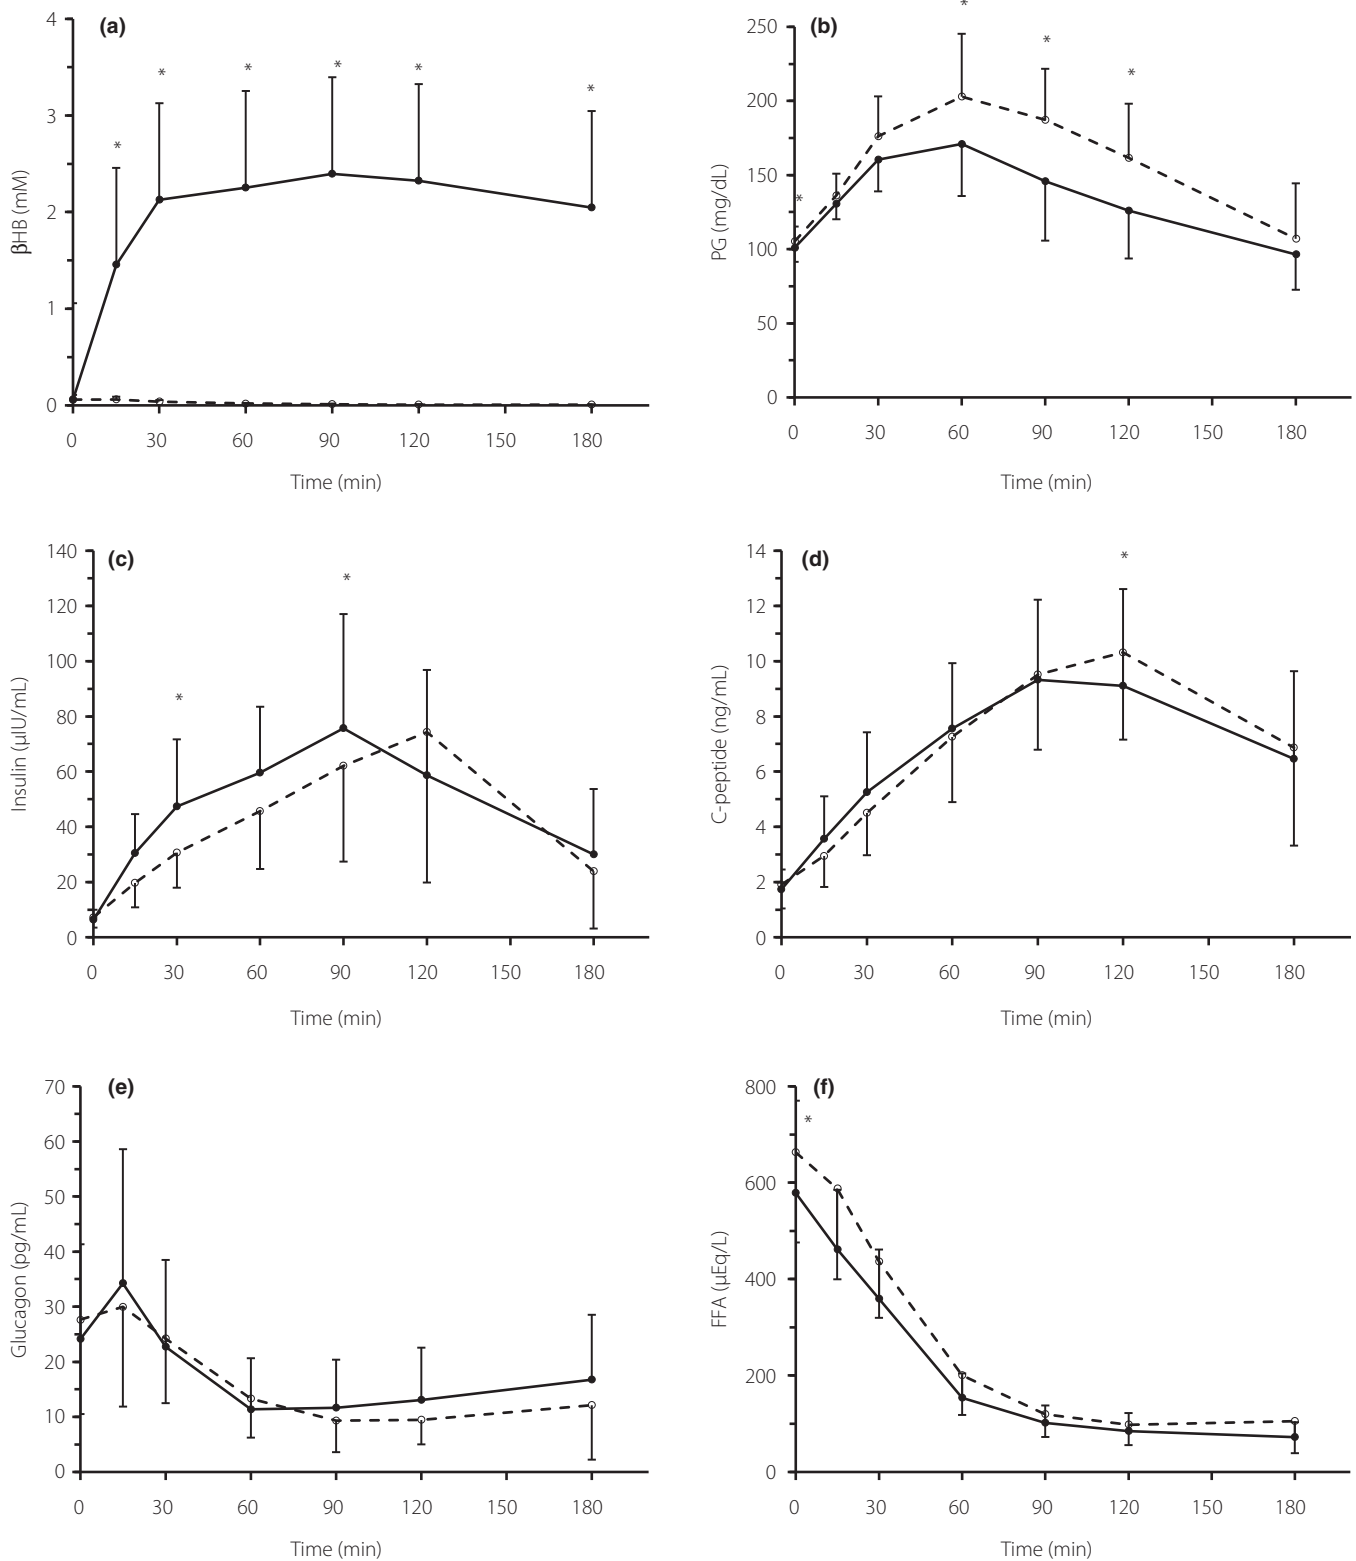 (a)
*
*
*
*
*
*
*
4
3
2
1
0
βHB (mM)
0 30 60 90 120 150 180
Time (min)
(b)
*
*
*
*
250
200
150
100
50
0
PG (mg/dL)
0 30 60 90 120 150 180
Time (min)
(c)
*
*
140
120
100
80
60
40
20
0
Insulin (µIU/mL)
0 30 60 90 120 150 180
Time (min)
(d)
*
14
12
10
8
6
4
2
0
C-peptide (ng/mL)
0 30 60 90 120 150 180
Time (min)
(e)
70
60
50
40
30
20
10
0
Glucagon (pg/mL)
0 30 60 90 120 150 180
Time (min)
(f)
*
800
600
400
200
0
FFA (µEq/L)
0 30 60 90 120 150 180
Time (min)